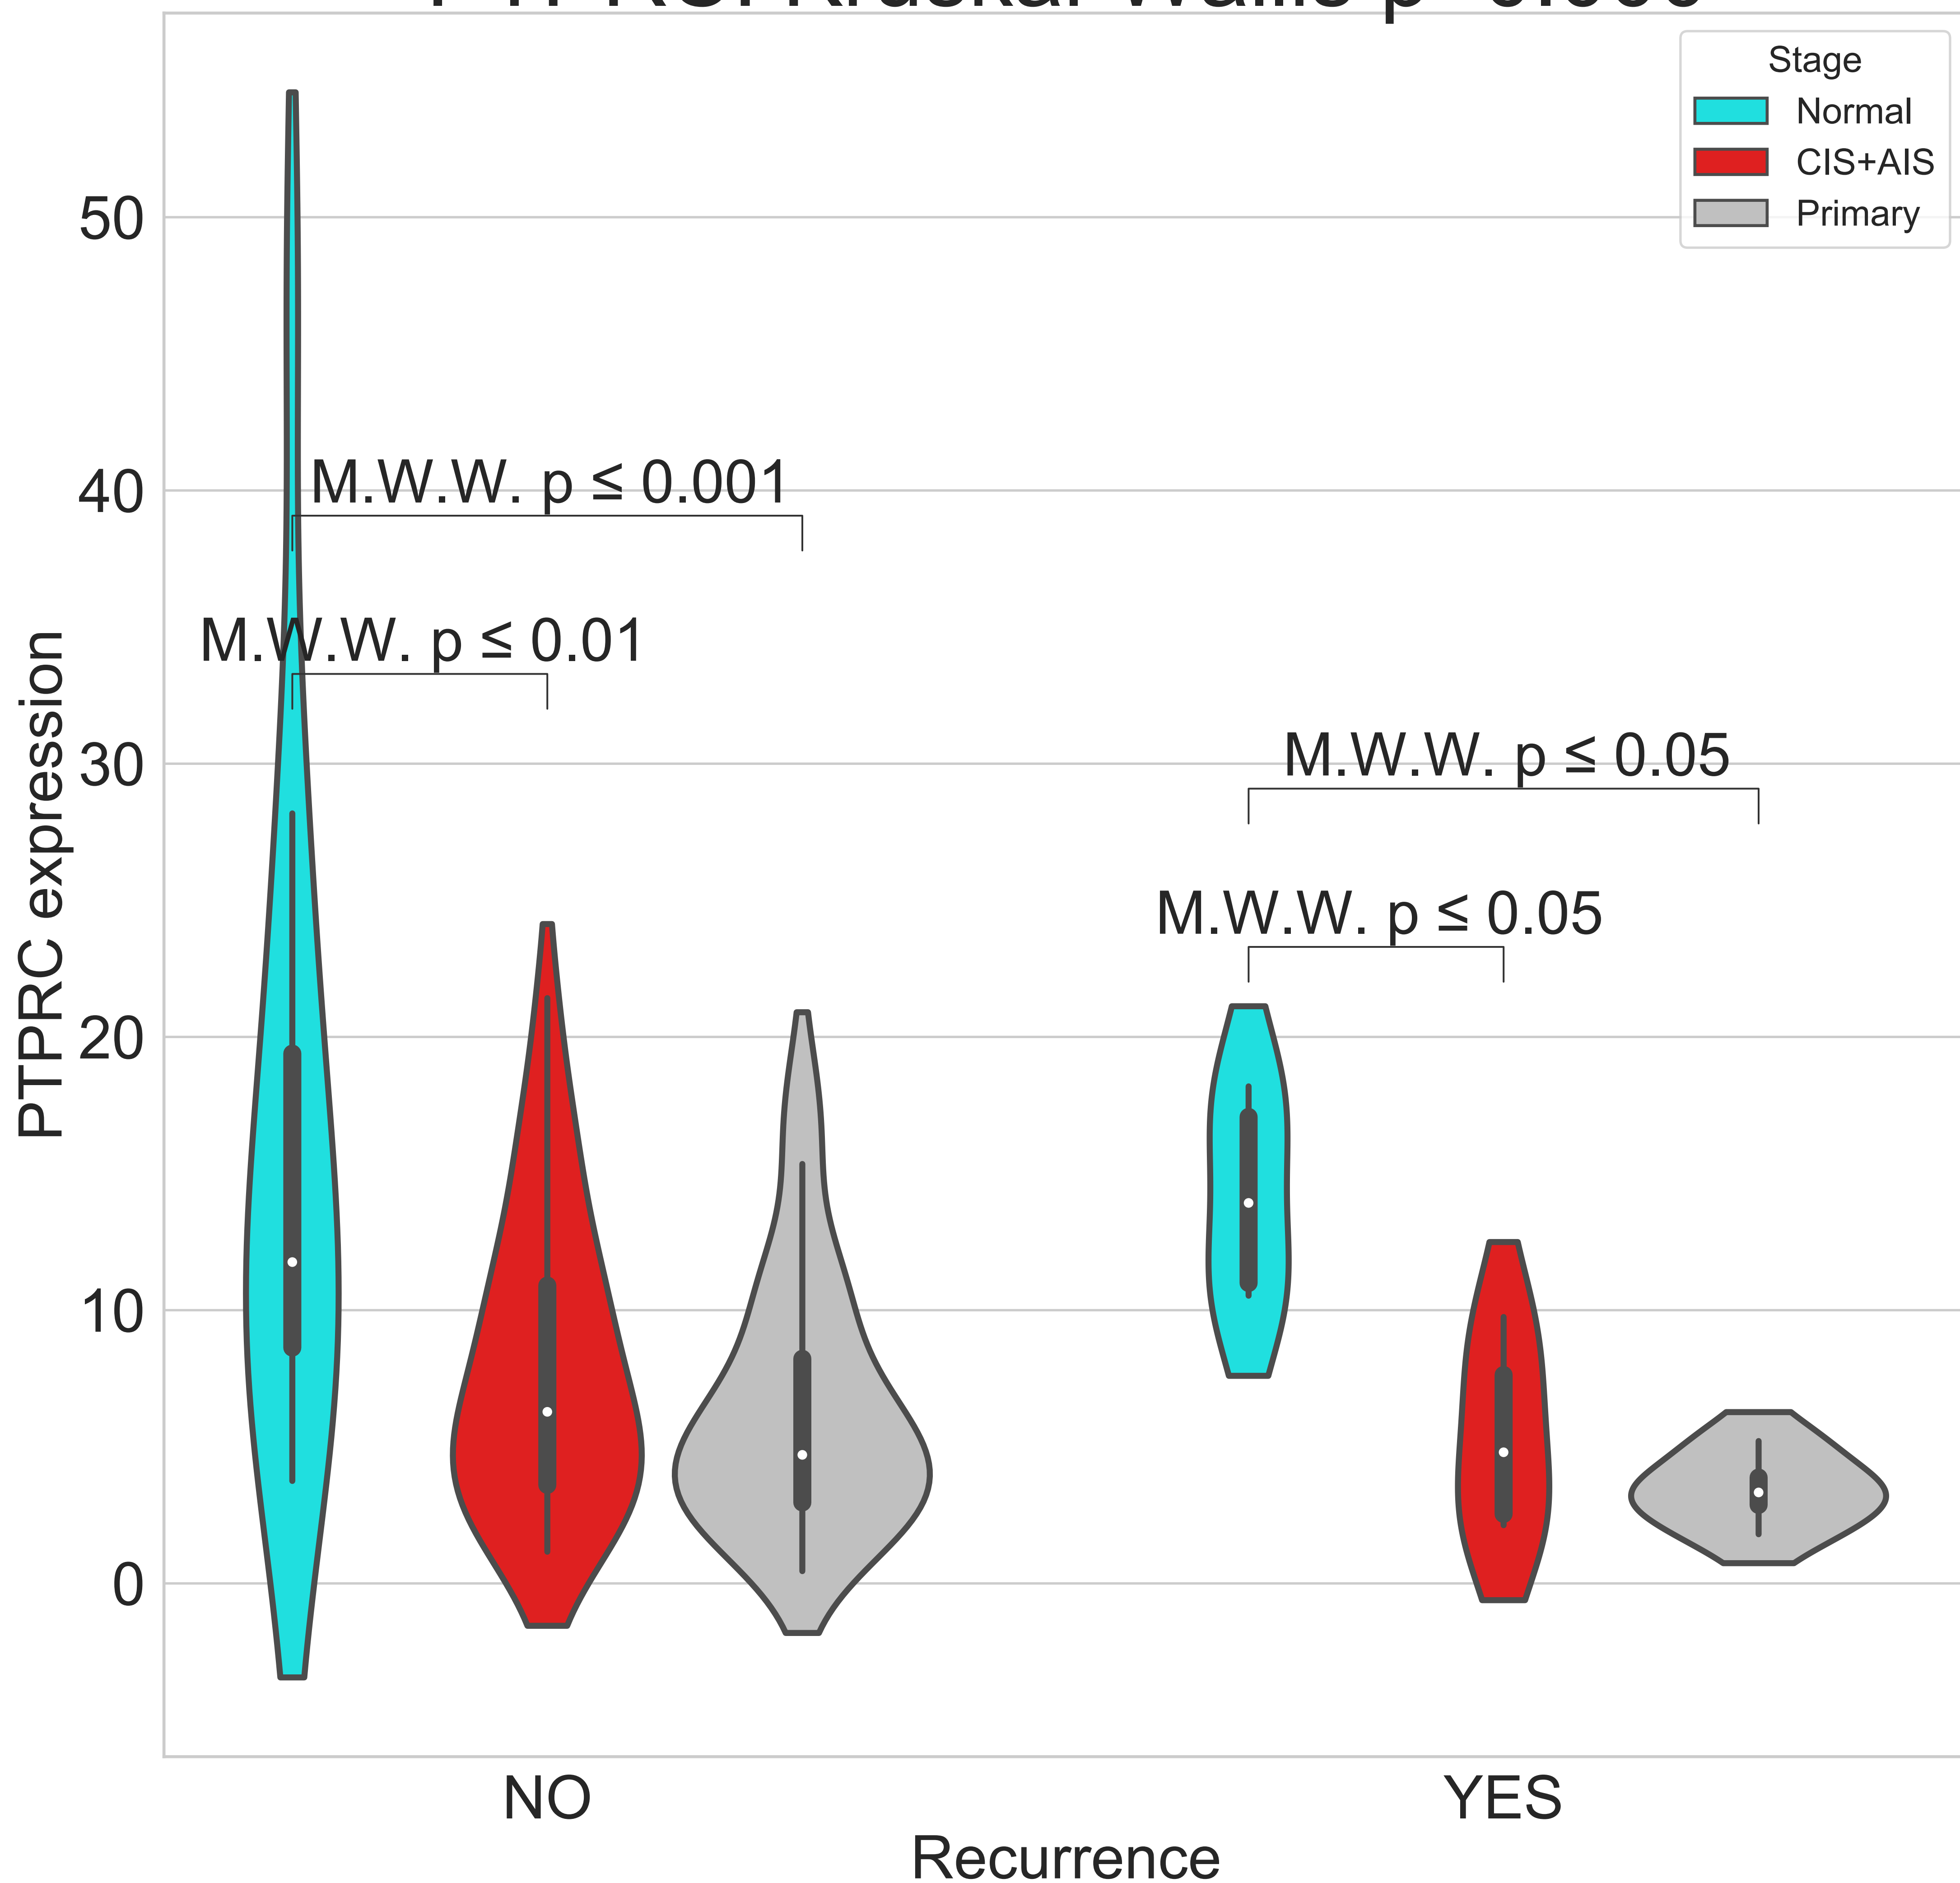 Stage
Normal
CIS+AIS
Primary
50
40
30
20
10
0
PTPRC expression
M.W.W. p ≤ 0.001
M.W.W. p ≤ 0.01
M.W.W. p ≤ 0.05
M.W.W. p ≤ 0.05
NO
YES
Recurrence